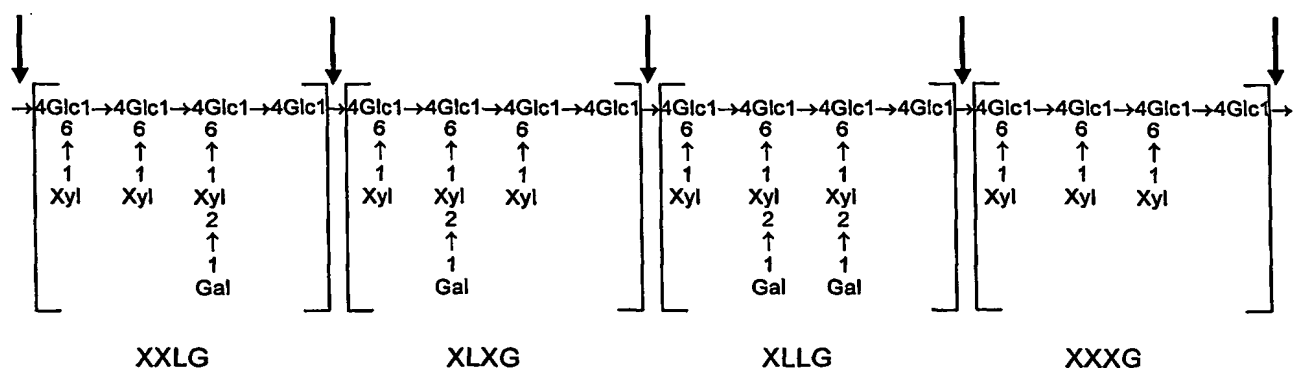 →4Glc1→4Glc1→4Glc1→4Glc1→4Glc1→4Glc1→4Glc1→4Glc1→4Glc1→4Glc1→4Glc1→4Glc1→4Glc1→4Glc1→4Glc1→4Glc1→
6 6 6 6 6 6 6 6 6 6 6 6
↑ ↑ ↑ ↑ ↑ ↑ ↑ ↑ ↑ ↑ ↑ ↑
1 1 1 1 1 1 1 1 1 1 1 1
Xyl Xyl Xyl Xyl Xyl Xyl Xyl Xyl Xyl Xyl Xyl Xyl
2 2 2 2
↑ ↑ ↑ ↑
1 1 1 1
Gal Gal Gal Gal
XXLG XLXG XLLG XXXG